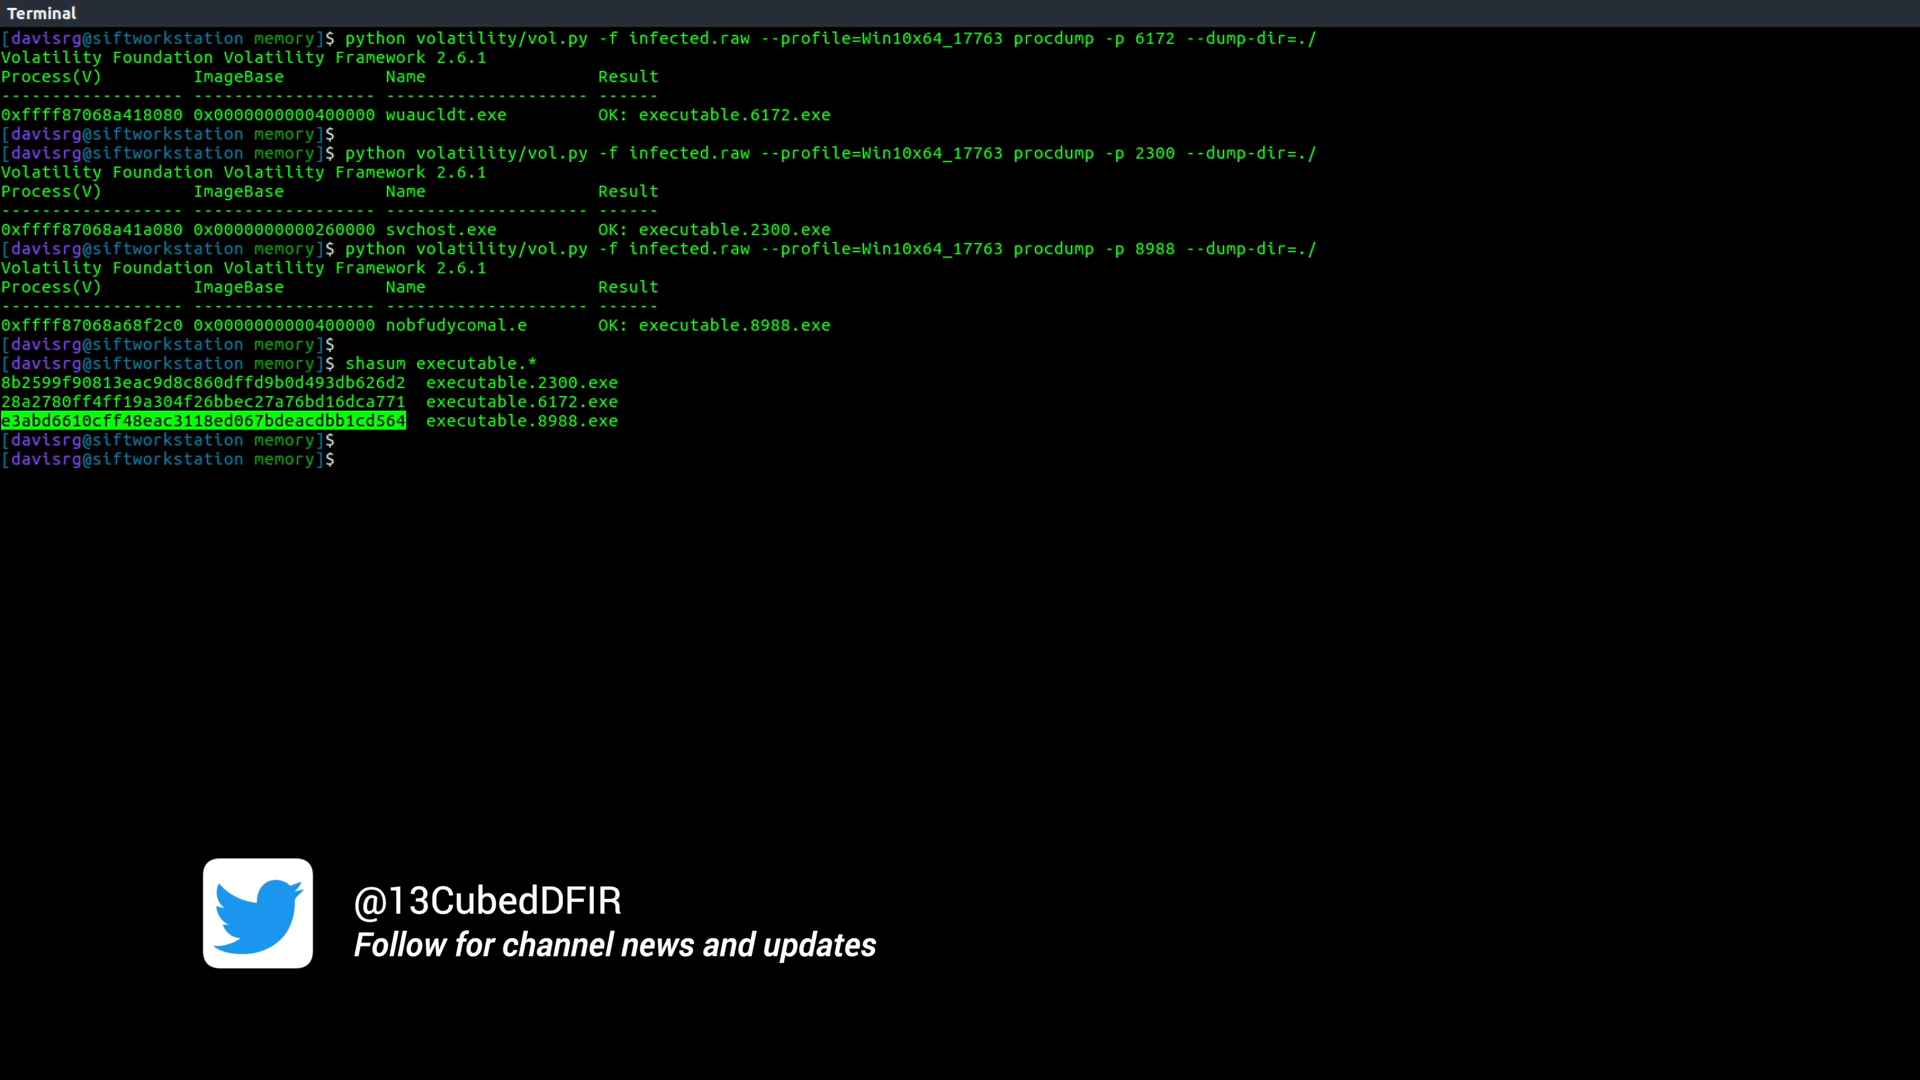 Terminal
[davisrg@siftworkstation memory]$ python volatility/vol.py -f infected.raw --profile=Win10x64_17763 procdump -p 6172 --dump-dir=./
Volatility Foundation Volatility Framework 2.6.1
Process(V)         ImageBase          Name                 Result
------------------ ------------------ -------------------- ------
0xffff87068a418080 0x0000000000400000 wuaucldt.exe         OK: executable.6172.exe
[davisrg@siftworkstation memory]$
[davisrg@siftworkstation memory]$ python volatility/vol.py -f infected.raw --profile=Win10x64_17763 procdump -p 2300 --dump-dir=./
Volatility Foundation Volatility Framework 2.6.1
Process(V)         ImageBase          Name                 Result
------------------ ------------------ -------------------- ------
0xffff87068a41a080 0x0000000000260000 svchost.exe          OK: executable.2300.exe
[davisrg@siftworkstation memory]$ python volatility/vol.py -f infected.raw --profile=Win10x64_17763 procdump -p 8988 --dump-dir=./
Volatility Foundation Volatility Framework 2.6.1
Process(V)         ImageBase          Name                 Result
------------------ ------------------ -------------------- ------
0xffff87068a68f2c0 0x0000000000400000 nobfudycomal.e       OK: executable.8988.exe
[davisrg@siftworkstation memory]$
[davisrg@siftworkstation memory]$ shasum executable.*
8b2599f90813eac9d8c860dffd9b0d493db626d2  executable.2300.exe
28a2780ff4ff19a304f26bbec27a76bd16dca771  executable.6172.exe
e3abd6610cff48eac3118ed067bdeacdbb1cd564  executable.8988.exe
[davisrg@siftworkstation memory]$
[davisrg@siftworkstation memory]$
@13CubedDFIR
Follow for channel news and updates